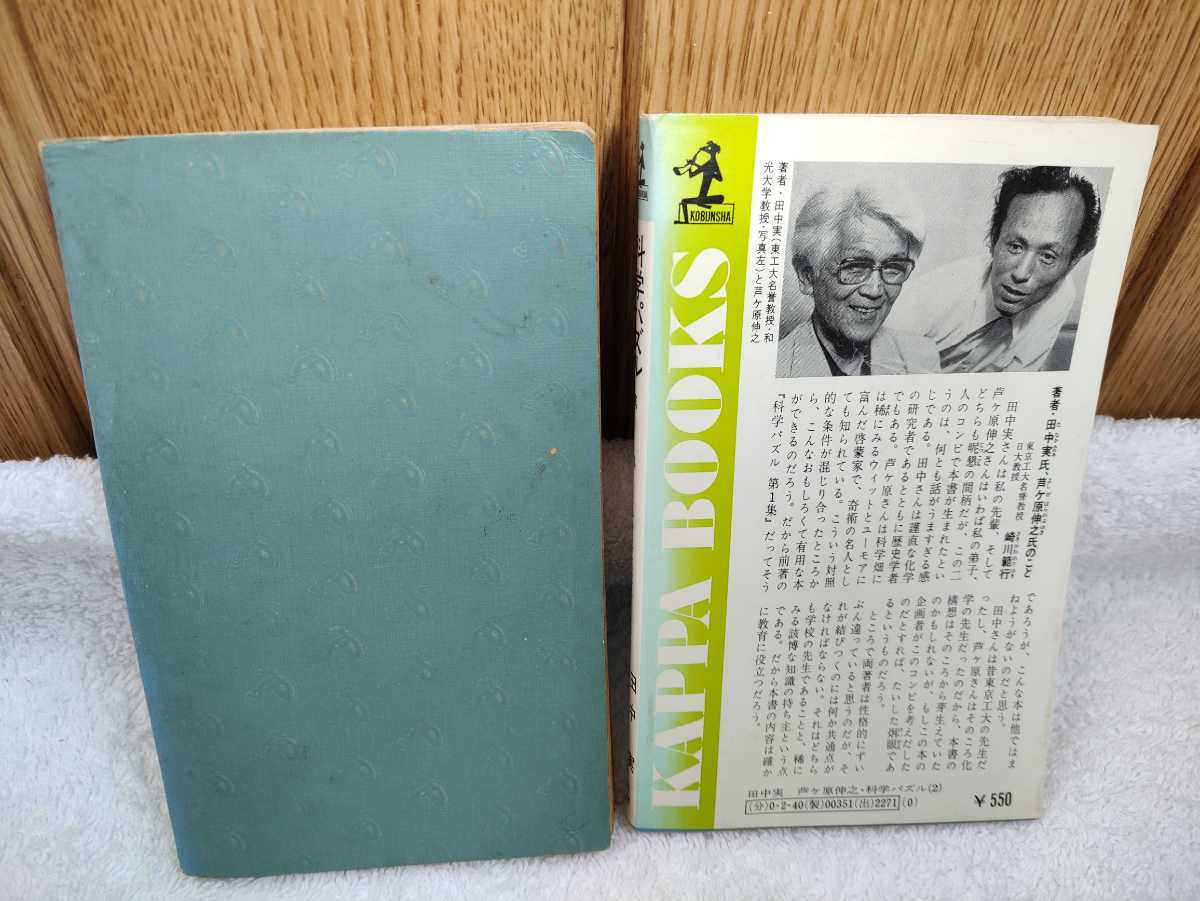 科学パズル
田中実
KOBUNSHA
KAPPA BOOKS
著者・田中実(東工大名誉教授・和
光大学教授・写真左)と芦ケ原伸之
著者・田中実氏、芦ケ原伸之氏のこと
東京工大名誉教授
日大教授
崎川範行
田中実さんは私の先輩、そして
芦ケ原伸之さんはいわば私の弟子、
どちらも昵懇の間柄だが、この二
人のコンビで本書が生まれたとい
うのは、何とも話がうますぎる感
じである。田中さんは謹直な化学
の研究者であるとともに歴史学者
でもある。芦ケ原さんは科学畑に
は稀にみるウィットとユーモアに
富んだ啓蒙家で、奇術の名人とし
ても知られている。こういう対照
的な条件が混じり合ったところか
ら、こんなおもしろくて有用な本
ができるのだろう。だから前著の
『科学パズル 第1集』だってそう
であろうが、こんな本は他ではま
ねようがないのだと思う。
田中さんは昔東京工大の先生だ
ったし、芦ケ原さんはそのころ化
学の先生だったのだから、本書の
構想はそのころから芽生えていた
のかもしれないが、もしこの本の
企画者がこのコンビを考えだした
のだとすれば、たいした炯眼であ
るというものだろう。
ところで両著者は性格的にずい
ぶん違っていると思うのだが、そ
れが結びつくのには何か共通点が
なければならない。それはどちら
も学校の先生であることと、稀に
みる該博な知識の持ち主という点
である。だから本書の内容は確か
に教育に役立つだろう。
田中実 芦ケ原伸之・科学パズル(2)
(分)0-2-40(製)00351(出)2271(0)
¥550